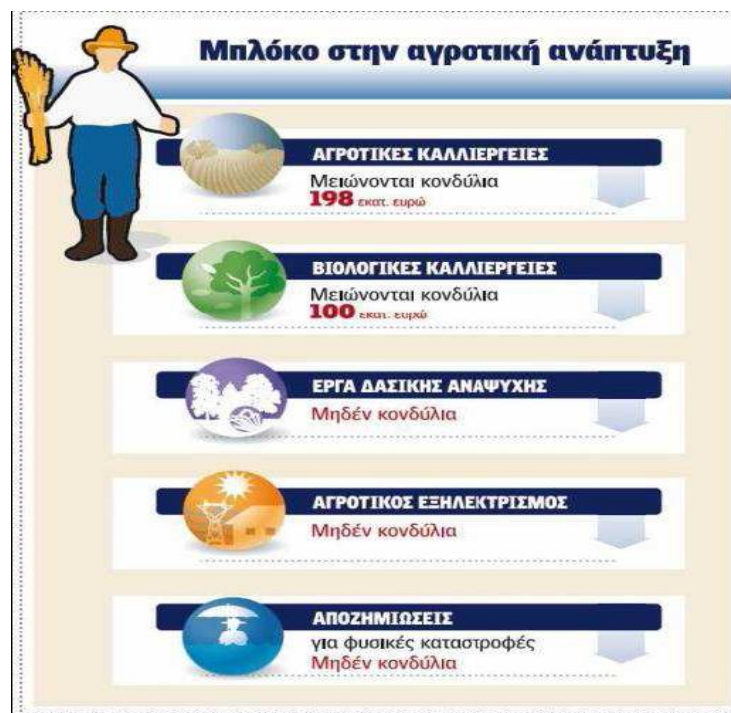 Μπλόκο στην αγροτική ανάπτυξη
ΑΓΡΟΤΙΚΕΣ ΚΑΛΛΙΕΡΓΕΙΕΣ
Μειώνονται κονδύλια
198 εκατ. ευρώ
ΒΙΟΛΟΓΙΚΕΣ ΚΑΛΛΙΕΡΓΕΙΕΣ
Μειώνονται κονδύλια
100 εκατ. ευρώ
ΕΡΓΑ ΔΑΣΙΚΗΣ ΑΝΑΨΥΧΗΣ
Μηδέν κονδύλια
ΑΓΡΟΤΙΚΟΣ ΕΞΗΛΕΚΤΡΙΣΜΟΣ
Μηδέν κονδύλια
ΑΠΟΖΗΜΙΩΣΕΙΣ
για φυσικές καταστροφές
Μηδέν κονδύλια